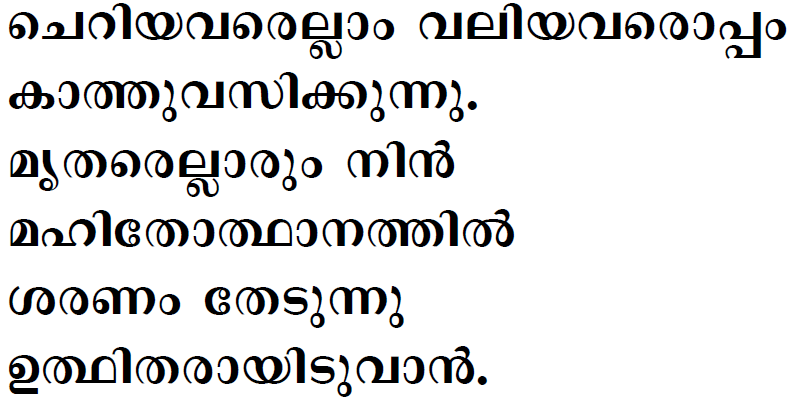 ചെറിയവരെല്ലാം വലിയവരൊപ്പം
കാത്തുവസിക്കുന്നു.
മൃതരെല്ലാരും നിൻ
മഹിതോത്ഥാനത്തിൽ
ശരണം തേടുന്നു
ഉത്ഥിതരായിടുവാൻ.